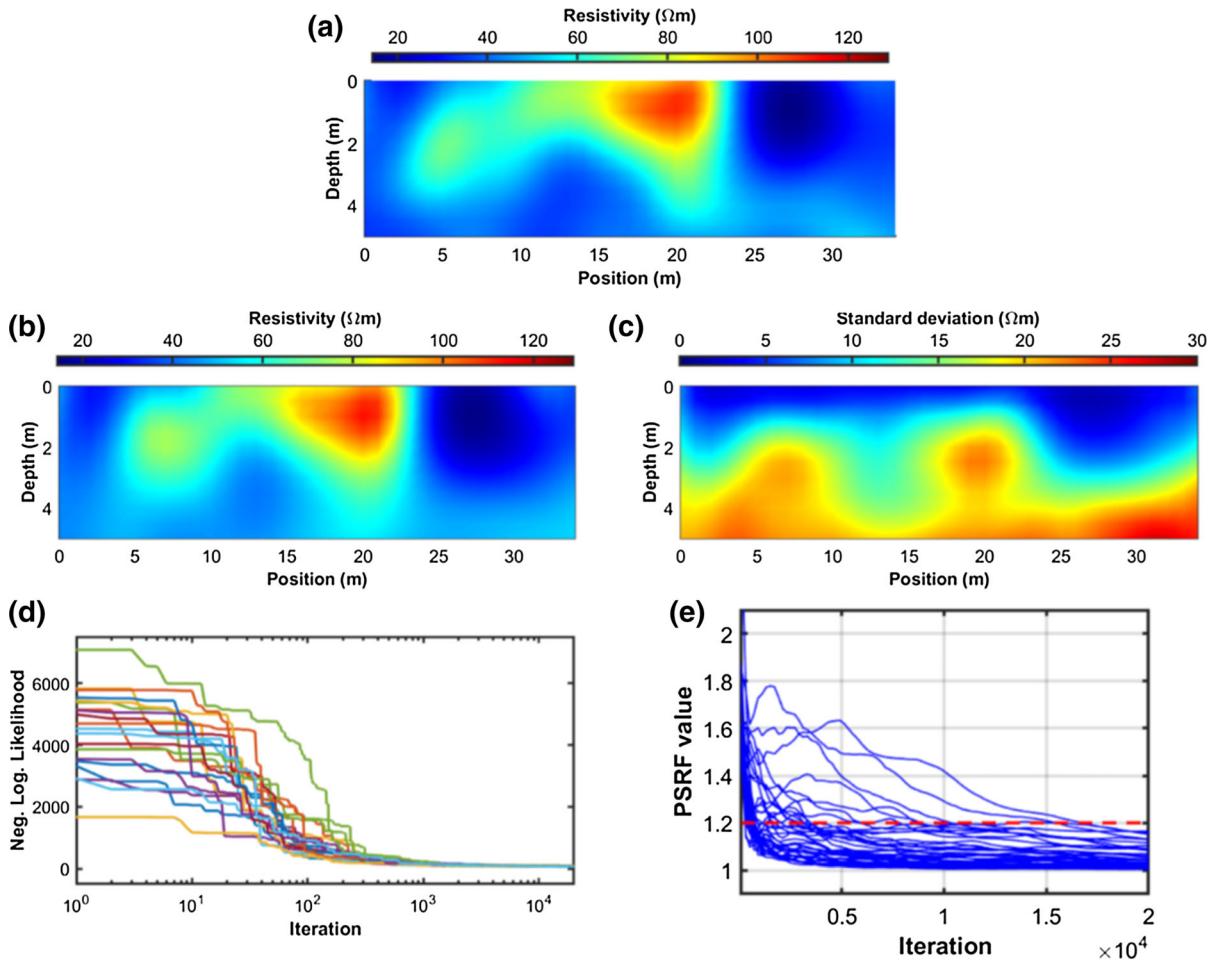 (a)
Resistivity (Ωm)
20 40 60 80 100 120
0
2
4
Depth (m)
0 5 10 15 20 25 30
Position (m)
(b)
Resistivity (Ωm)
20 40 60 80 100 120
0
2
4
Depth (m)
0 5 10 15 20 25 30
Position (m)
(c)
Standard deviation (Ωm)
0 5 10 15 20 25 30
0
2
4
Depth (m)
0 5 10 15 20 25 30
Position (m)
(d)
Neg. Log. Likelihood
6000
4000
2000
0
10⁰ 10¹ 10² 10³ 10⁴
Iteration
(e)
PSRF value
2
1.8
1.6
1.4
1.2
1
0.5 1 1.5 2
×10⁴
Iteration